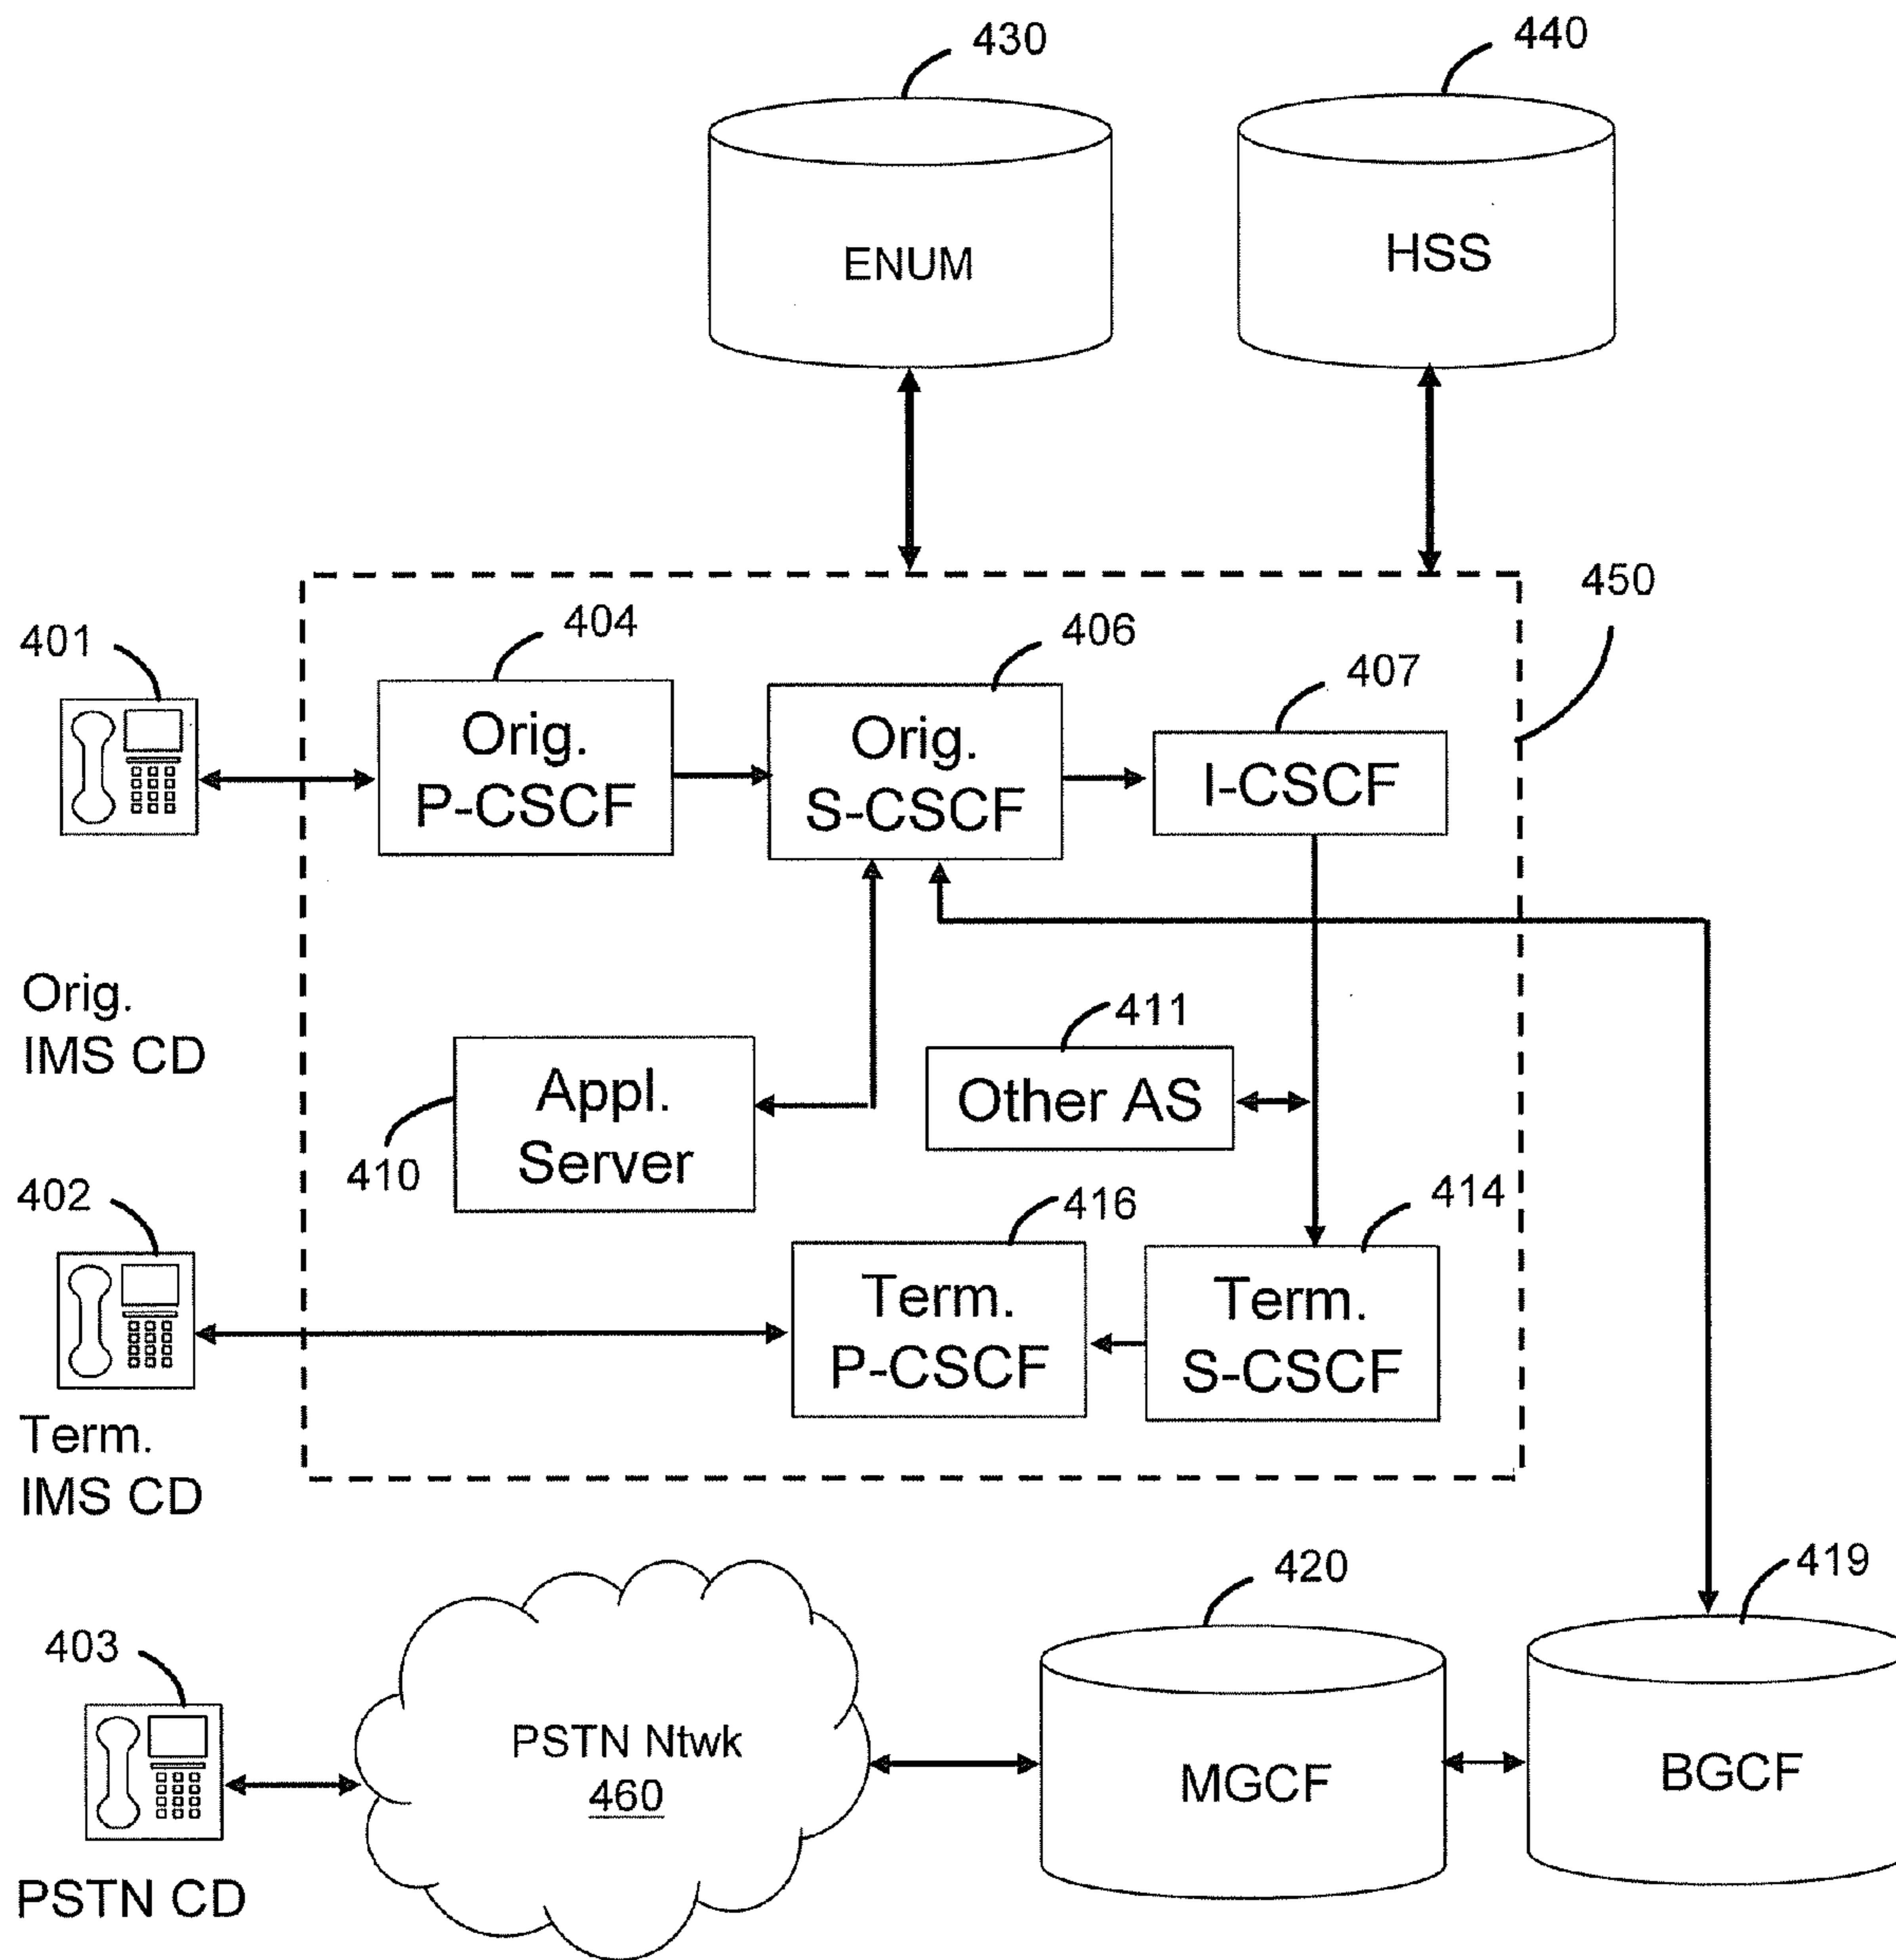 430
440
ENUM
HSS
450
404
406
401
407
Orig.
P-CSCF
Orig.
S-CSCF
I-CSCF
Orig.
IMS CD
411
Appl.
Server
Other AS
410
402
416
414
Term.
P-CSCF
Term.
S-CSCF
Term.
IMS CD
420
419
403
PSTN Ntwk
460
MGCF
BGCF
PSTN CD